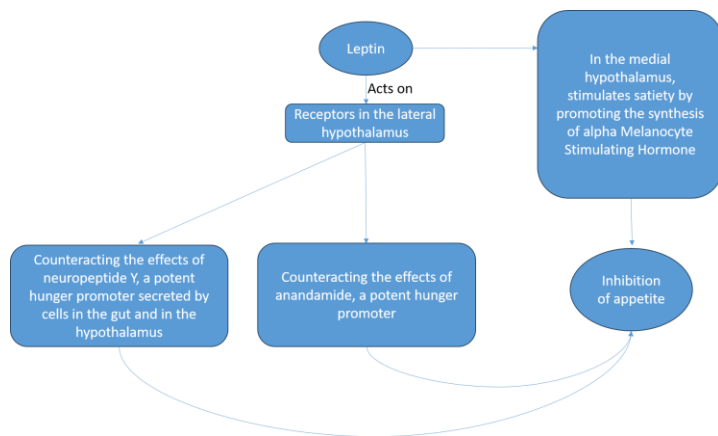 Leptin
In the medial
hypothalamus,
stimulates satiety by
promoting the synthesis
of alpha Melanocyte
Stimulating Hormone
Acts on
Receptors in the lateral
hypothalamus
Counteracting the effects of
neuropeptide Y, a potent
hunger promoter secreted by
cells in the gut and in the
hypothalamus
Counteracting the effects of
anandamide, a potent hunger
promoter
Inhibition
of appetite